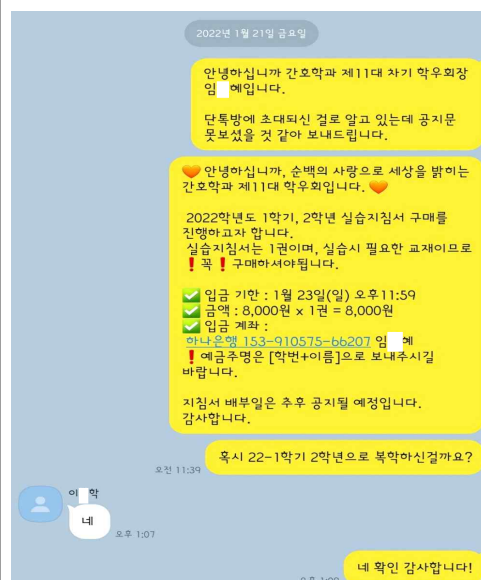 2022년 1월 21일 금요일
안녕하십니까 간호학과 제11대 차기 학우회장
임 혜입니다.
단톡방에 초대되신 걸로 알고 있는데 공지문
못보셨을 것 같아 보내드립니다.
🧡 안녕하십니까, 순백의 사랑으로 세상을 밝히는
간호학과 제11대 학우회입니다. 🧡
2022학년도 1학기, 2학년 실습지침서 구매를
진행하고자 합니다.
실습지침서는 1권이며, 실습시 필요한 교재이므로
❗꼭❗구매하셔야됩니다.
✅ 입금 기한 : 1월 23일(일) 오후11:59
✅ 금액 : 8,000원 × 1권 = 8,000원
✅ 입금 계좌 :
하나은행 153-910575-66207 임 혜
❗예금주명은 [학번+이름]으로 보내주시길
바랍니다.
지침서 배부일은 추후 공지될 예정입니다.
감사합니다.
혹시 22-1학기 2학년으로 복학하신걸까요?
오전 11:39
이 학
네
오후 1:07
네 확인 감사합니다!